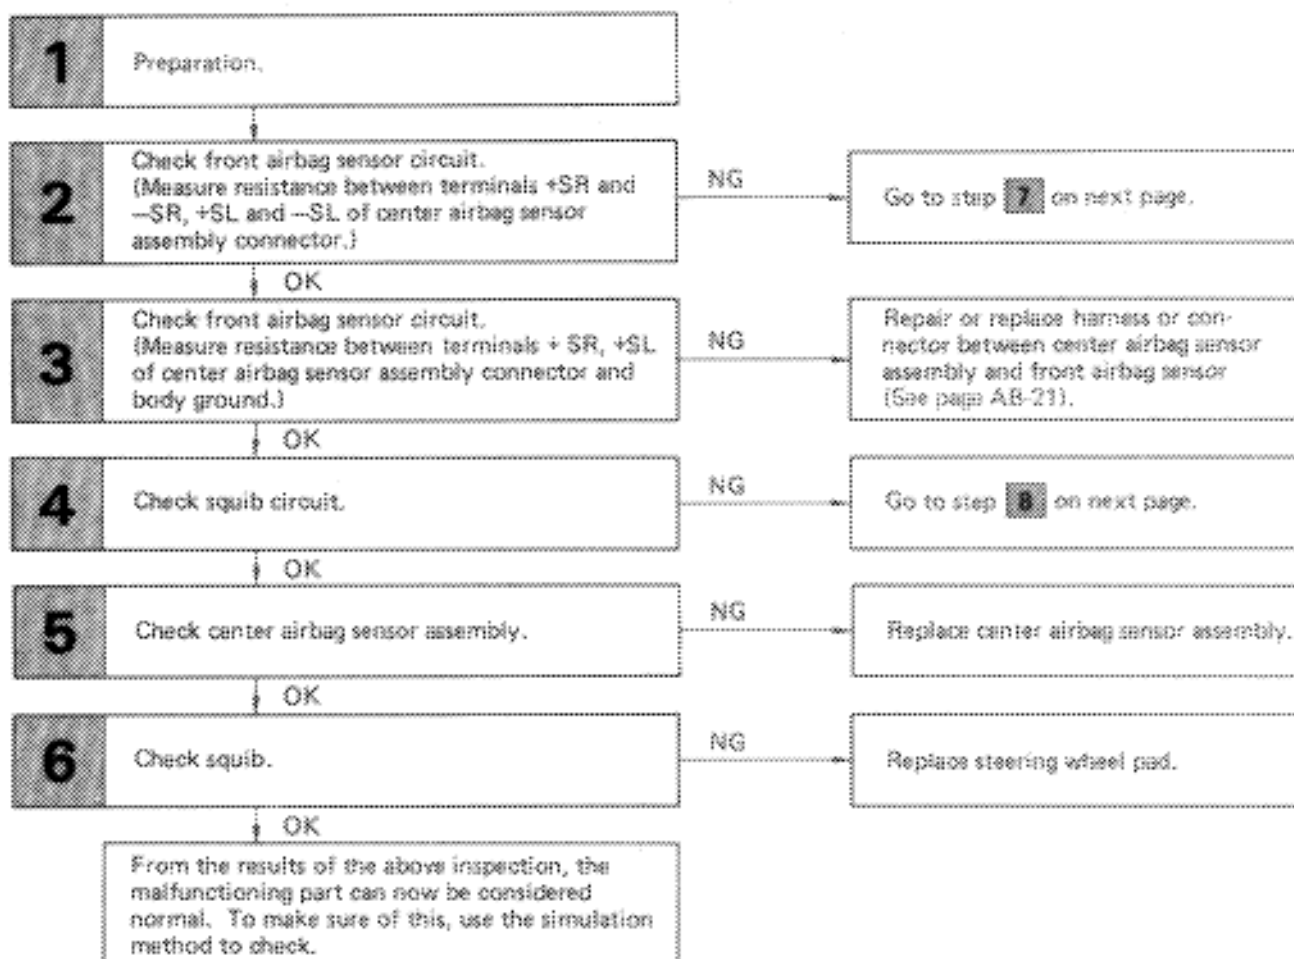 1
Preparation.
2
Check front airbag sensor circuit.
(Measure resistance between terminals +SR and
—SR, +SL and —SL of center airbag sensor
assembly connector.)
NG
Go to step 7 on next page.
OK
3
Check front airbag sensor circuit.
(Measure resistance between terminals + SR, +SL
of center airbag sensor assembly connector and
body ground.)
NG
Repair or replace harness or con-
nector between center airbag sensor
assembly and front airbag sensor
(See page AB-21).
OK
4
Check squib circuit.
NG
Go to step 8 on next page.
OK
5
Check center airbag sensor assembly.
NG
Replace center airbag sensor assembly.
OK
6
Check squib.
NG
Replace steering wheel pad.
OK
From the results of the above inspection, the
malfunctioning part can now be considered
normal. To make sure of this, use the simulation
method to check.